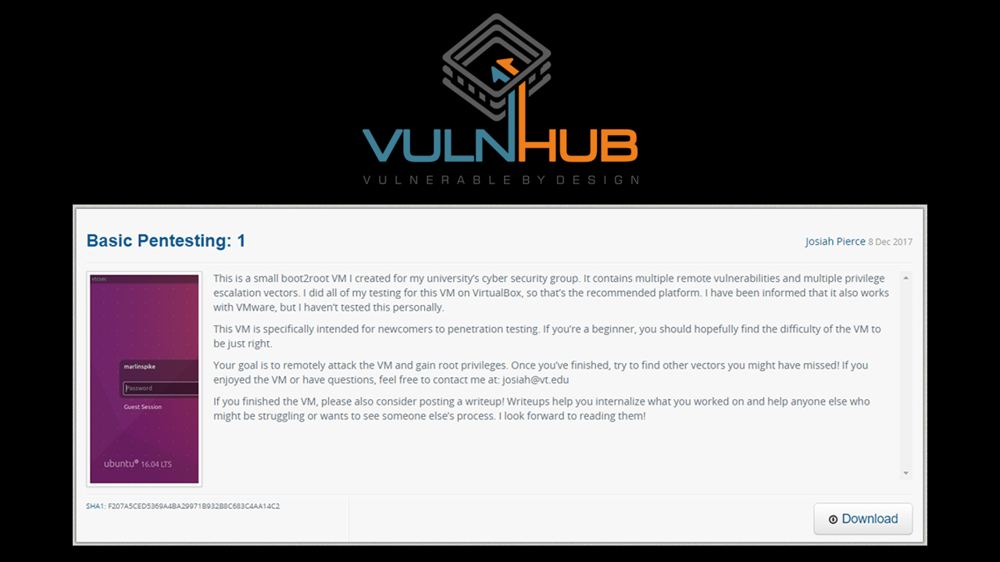 VULNHUB
VULNERABLE BY DESIGN
Basic Pentesting: 1
Josiah Pierce 8 Dec 2017
vtcsec
marlinspike
Password
Guest Session
ubuntu® 16.04 LTS
This is a small boot2root VM I created for my university’s cyber security group. It contains multiple remote vulnerabilities and multiple privilege
escalation vectors. I did all of my testing for this VM on VirtualBox, so that’s the recommended platform. I have been informed that it also works
with VMware, but I haven’t tested this personally.
This VM is specifically intended for newcomers to penetration testing. If you’re a beginner, you should hopefully find the difficulty of the VM to
be just right.
Your goal is to remotely attack the VM and gain root privileges. Once you’ve finished, try to find other vectors you might have missed! If you
enjoyed the VM or have questions, feel free to contact me at: josiah@vt.edu
If you finished the VM, please also consider posting a writeup! Writeups help you internalize what you worked on and help anyone else who
might be struggling or wants to see someone else’s process. I look forward to reading them!
SHA1: F207A5CED5369A4BA29971B932B8C683C4AA14C2
Download